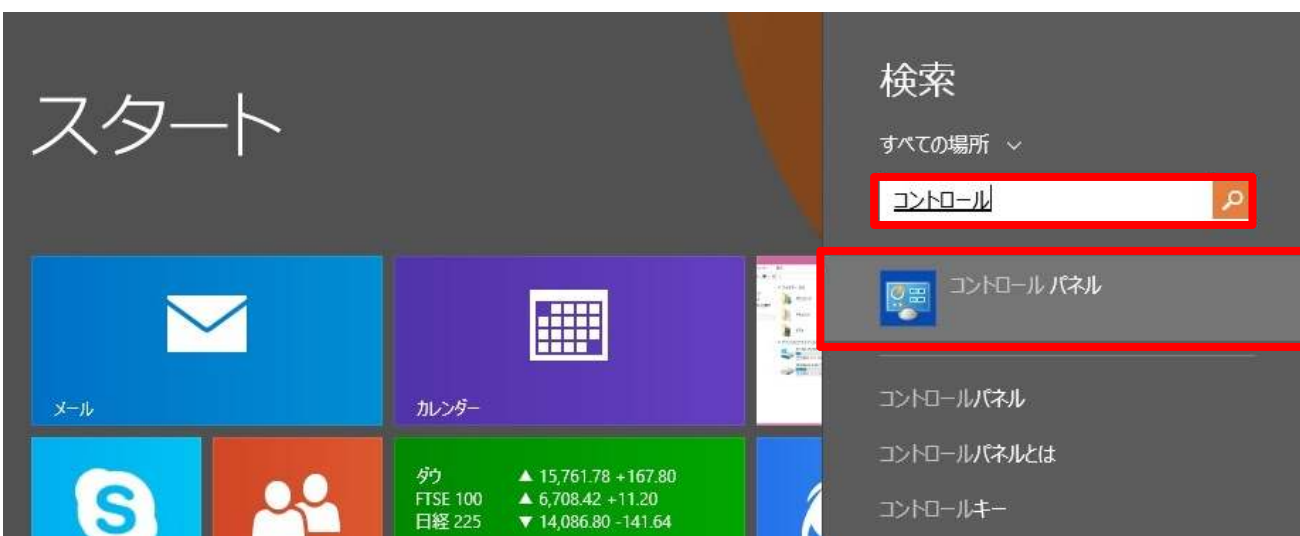 スタート
メール
カレンダー
ダウ ▲ 15,761.78 +167.80
FTSE 100 ▲ 6,708.42 +11.20
日経 225 ▼ 14,086.80 -141.64
検索
すべての場所
コントロール
コントロール パネル
コントロールパネル
コントロールパネルとは
コントロールキー